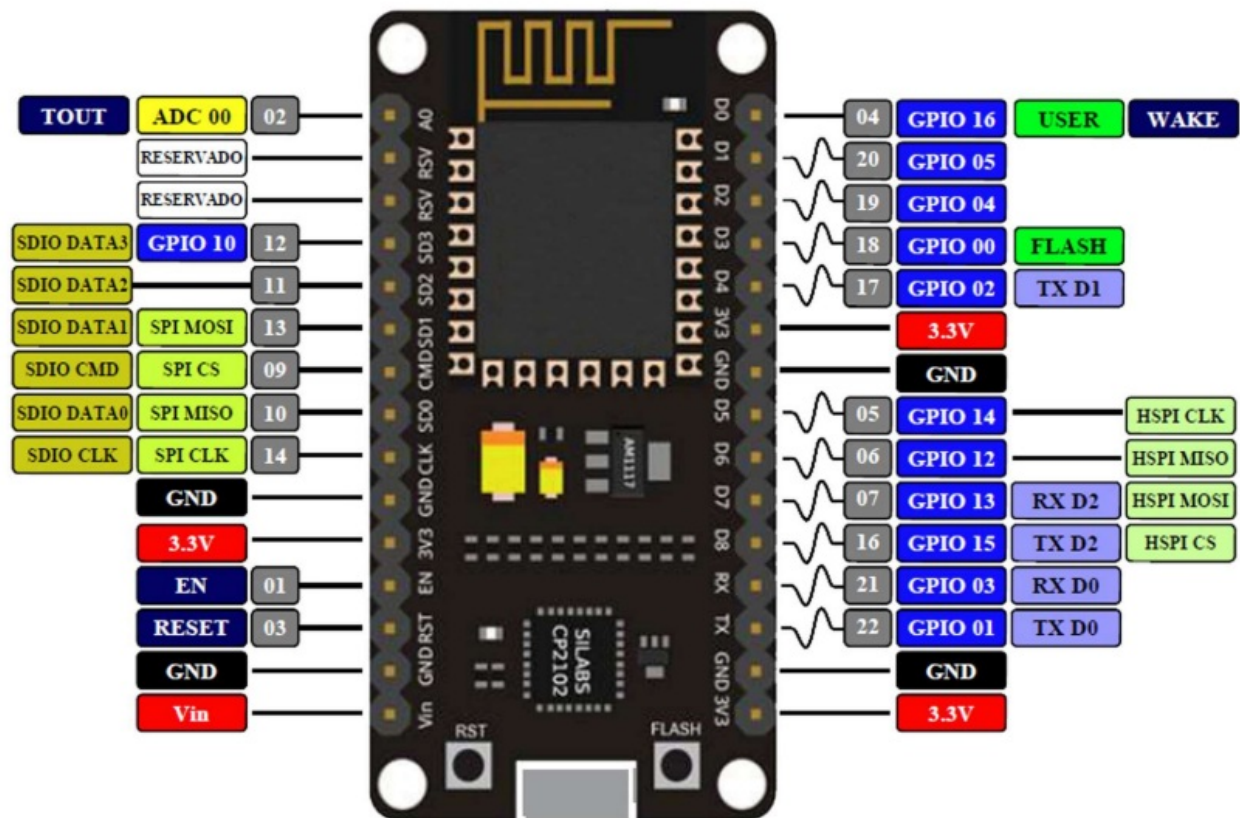 TOUT ADC 00 02 A0 D0 04 GPIO 16 USER WAKE
RESERVADO RSV D1 20 GPIO 05
RESERVADO RSV D2 19 GPIO 04
SDIO DATA3 GPIO 10 12 SD3 D3 18 GPIO 00 FLASH
SDIO DATA2 11 SD2 D4 17 GPIO 02 TX D1
SDIO DATA1 SPI MOSI 13 SD1 3V3 3.3V
SDIO CMD SPI CS 09 CMD GND GND
SDIO DATA0 SPI MISO 10 SD0 D5 05 GPIO 14 HSPI CLK
SDIO CLK SPI CLK 14 CLK AM1117 D6 06 GPIO 12 HSPI MISO
GND GND D7 07 GPIO 13 RX D2 HSPI MOSI
3.3V 3V3 D8 16 GPIO 15 TX D2 HSPI CS
EN 01 EN RX 21 GPIO 03 RX D0
RESET 03 RST TX 22 GPIO 01 TX D0
GND GND SILABS CP2102 GND GND
Vin Vin 3V3 3.3V
RST FLASH